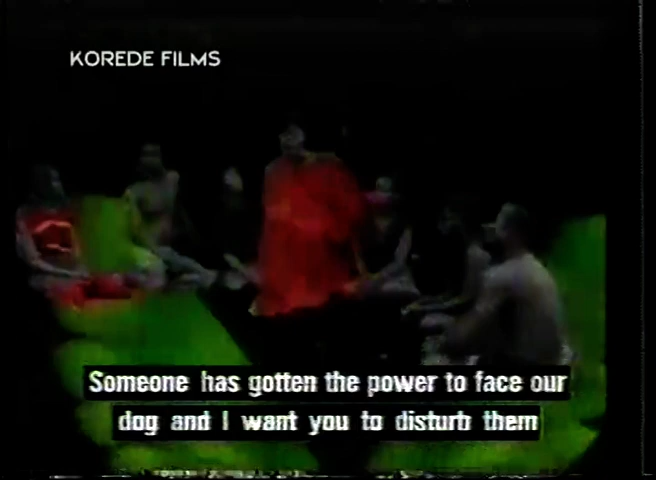 KOREDE FILMS
Someone has gotten the power to face our
dog and I want you to disturb them